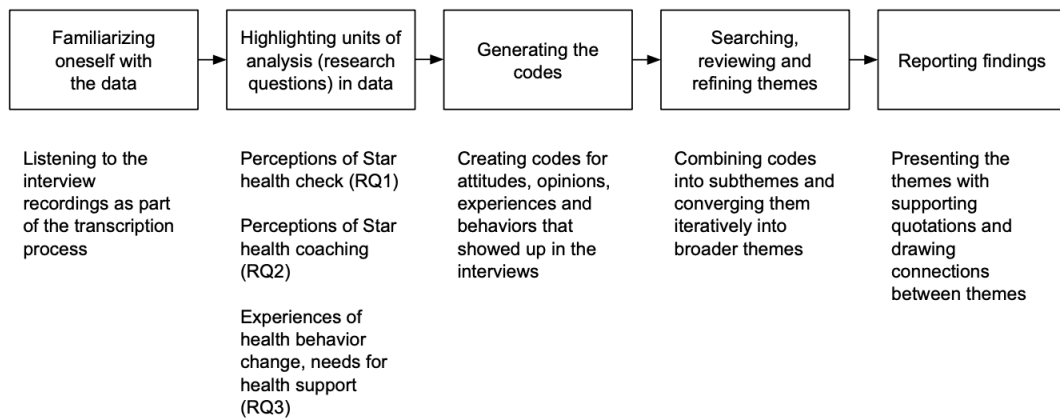 Familiarizing
oneself with
the data
Highlighting units of
analysis (research
questions) in data
Generating the
codes
Searching,
reviewing and
refining themes
Reporting findings
Listening to the
interview
recordings as part
of the transcription
process
Perceptions of Star
health check (RQ1)
Perceptions of Star
health coaching
(RQ2)
Experiences of
health behavior
change, needs for
health support
(RQ3)
Creating codes for
attitudes, opinions,
experiences and
behaviors that
showed up in the
interviews
Combining codes
into subthemes and
converging them
iteratively into
broader themes
Presenting the
themes with
supporting
quotations and
drawing
connections
between themes